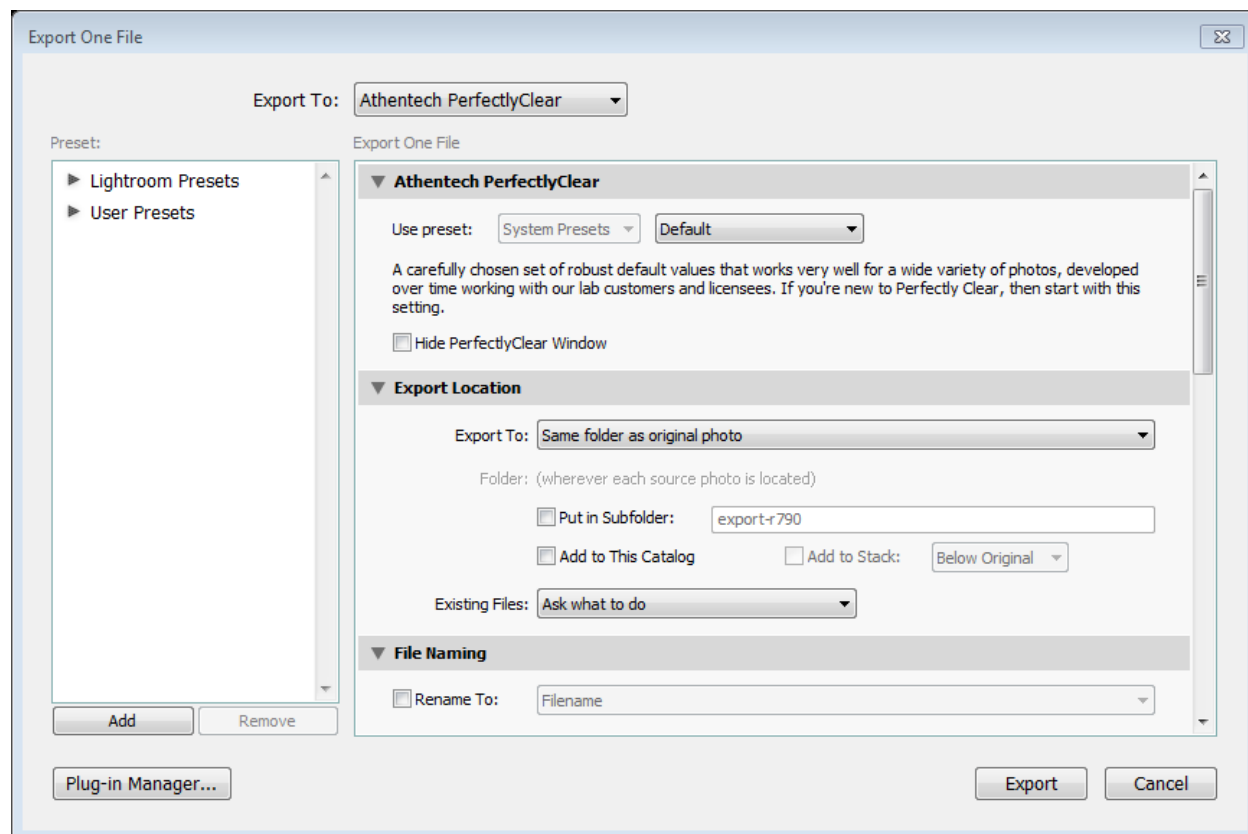 Export One File
Export To: Athentech PerfectlyClear
Preset:
Export One File
Lightroom Presets
User Presets
Athentech PerfectlyClear
Use preset: System Presets Default
A carefully chosen set of robust default values that works very well for a wide variety of photos, developed
over time working with our lab customers and licensees. If you're new to Perfectly Clear, then start with this
setting.
Hide PerfectlyClear Window
Export Location
Export To: Same folder as original photo
Folder: (wherever each source photo is located)
Put in Subfolder: export-r790
Add to This Catalog Add to Stack: Below Original
Existing Files: Ask what to do
File Naming
Rename To: Filename
Add Remove
Plug-in Manager... Export Cancel